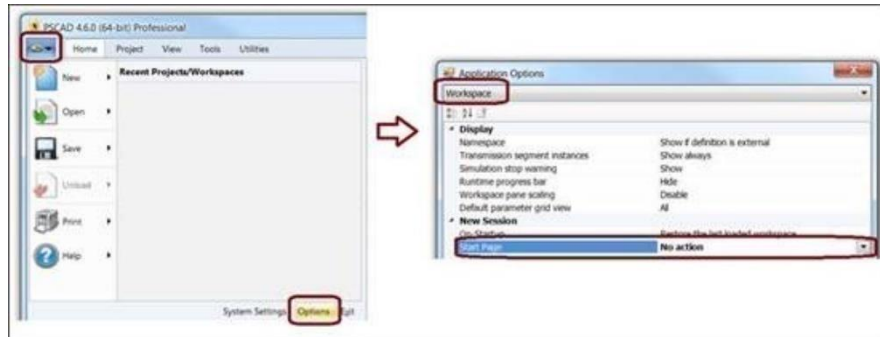 PSCAD 4.6.0 (64-bit) Professional
Home Project View Tools Utilities
New
Recent Projects/Workspaces
Open
Save
Unload
Print
Help
System Settings Options Exit
Application Options
Workspace
Display
Namespace Show if definition is external
Transmission segment instances Show always
Simulation stop warning Show
Runtime progress bar Hide
Workspace pane scaling Disable
Default parameter grid view All
New Session
On Startup Restore the last loaded workspace
Start Page No action